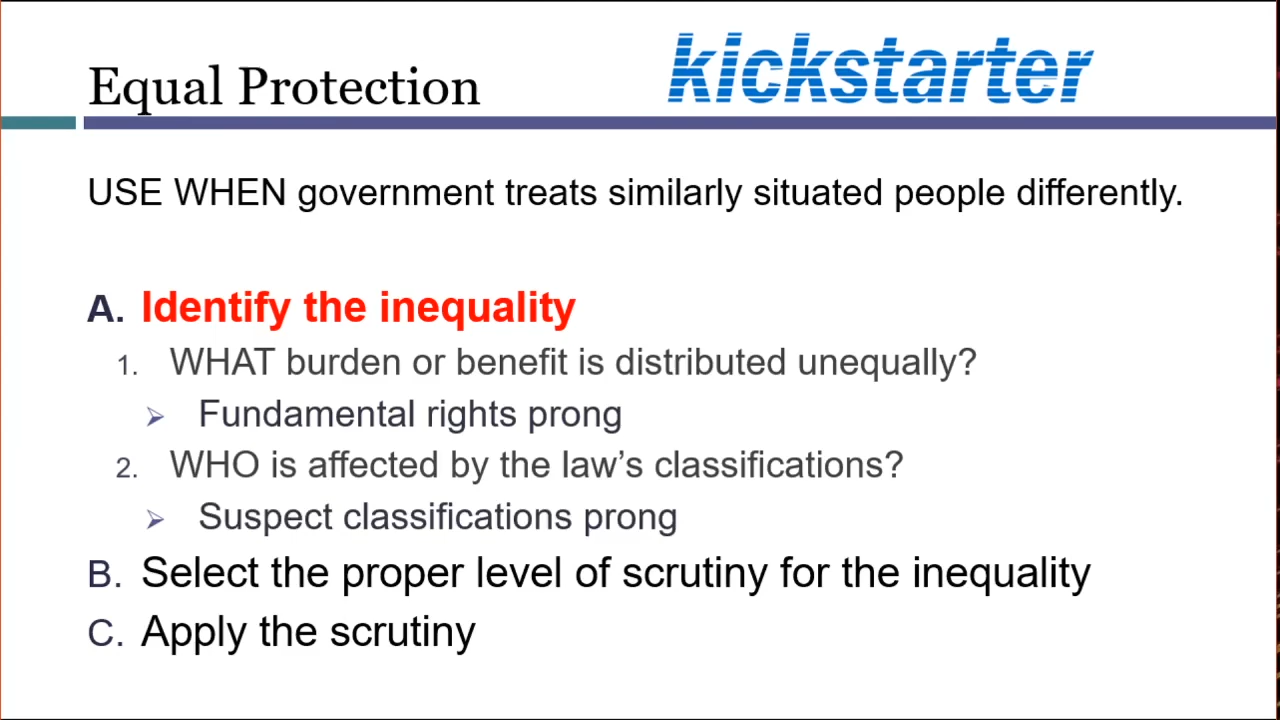 kickstarter
Equal Protection
USE WHEN government treats similarly situated people differently.
A. Identify the inequality
1. WHAT burden or benefit is distributed unequally?
➢ Fundamental rights prong
2. WHO is affected by the law’s classifications?
➢ Suspect classifications prong
B. Select the proper level of scrutiny for the inequality
C. Apply the scrutiny